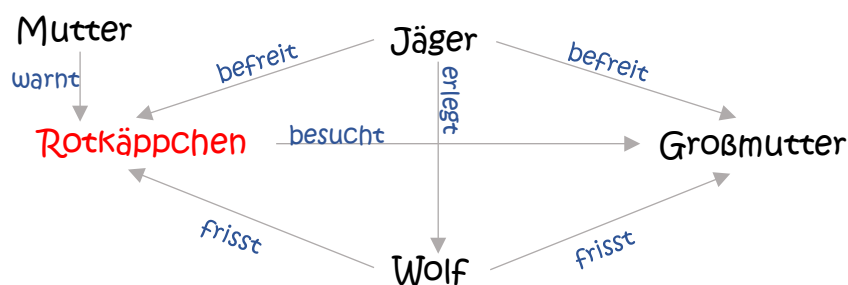 Mutter
Jäger
warnt
befreit
erlegt
befreit
Rotkäppchen
besucht
Großmutter
frisst
frisst
Wolf